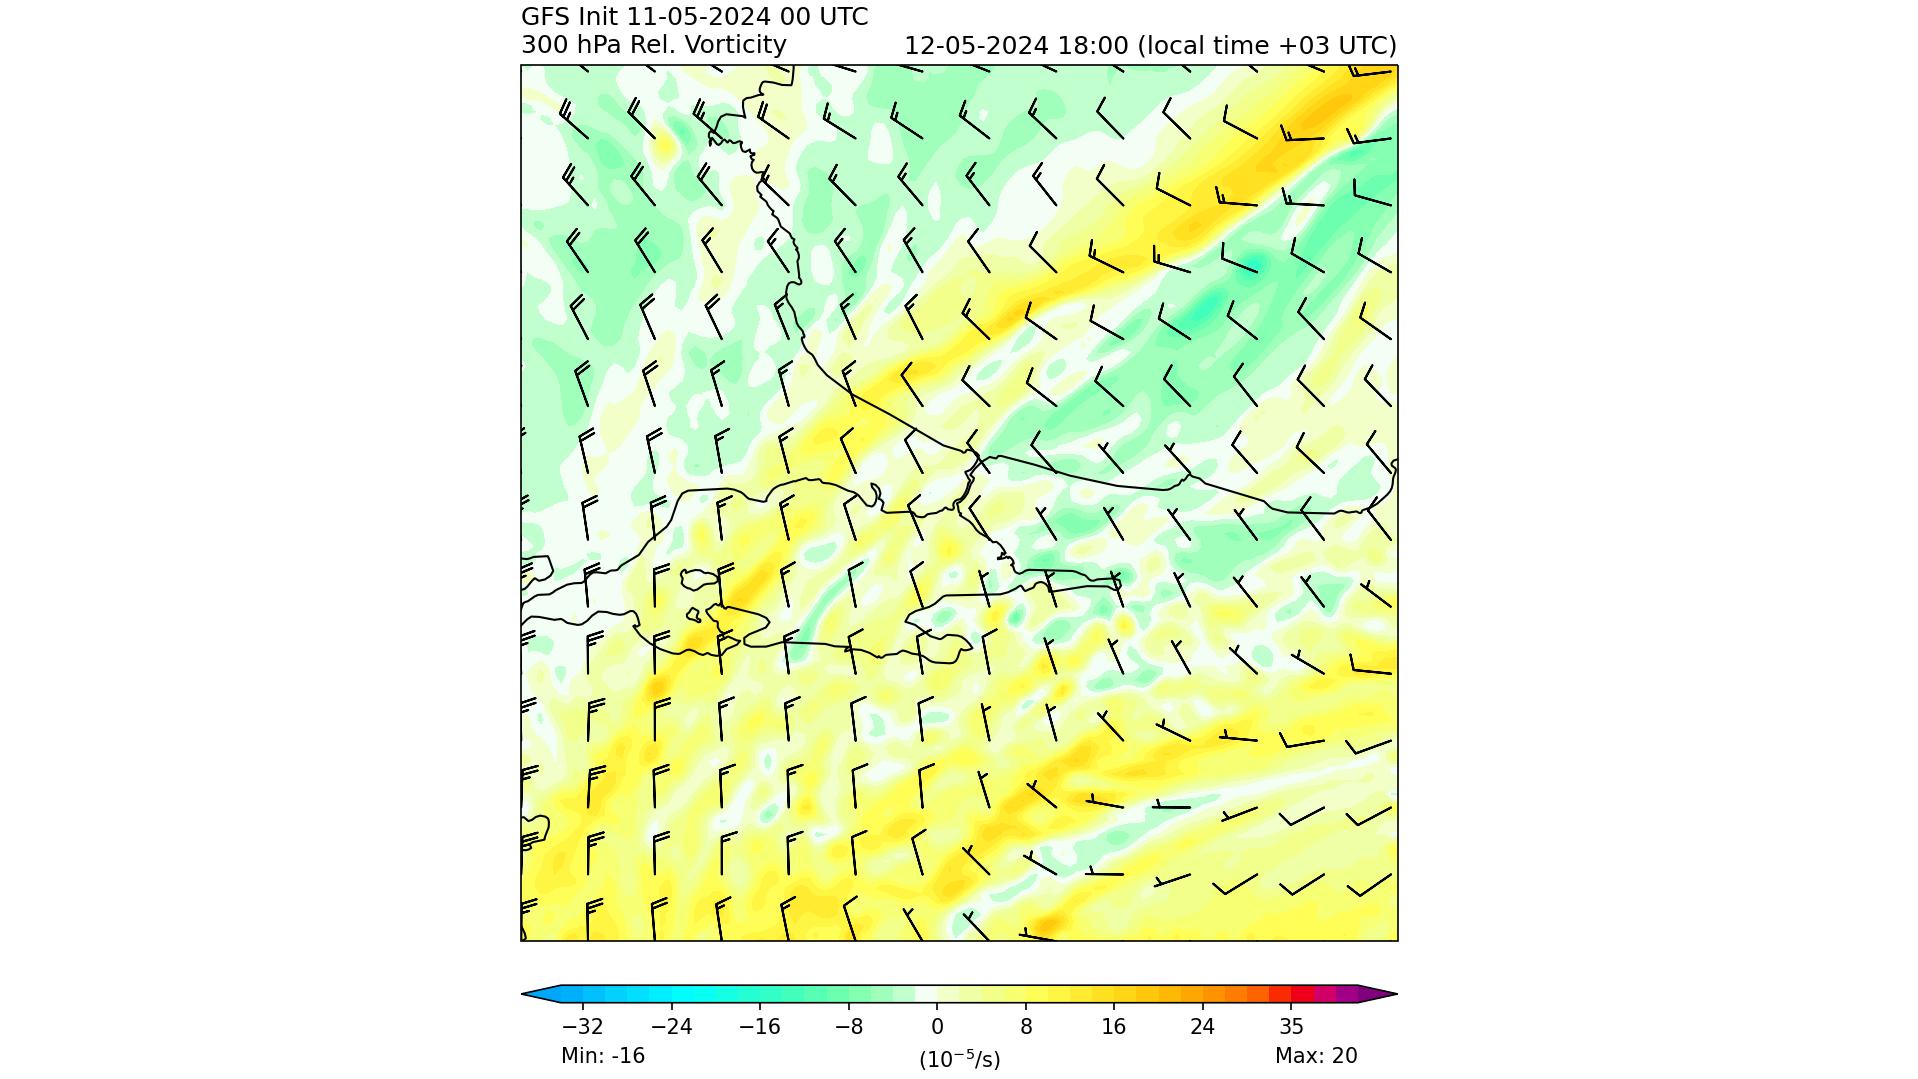 GFS Init 11-05-2024 00 UTC
300 hPa Rel. Vorticity
12-05-2024 18:00 (local time +03 UTC)
−32 −24 −16 −8 0 8 16 24 35
Min: -16 (10⁻⁵/s) Max: 20